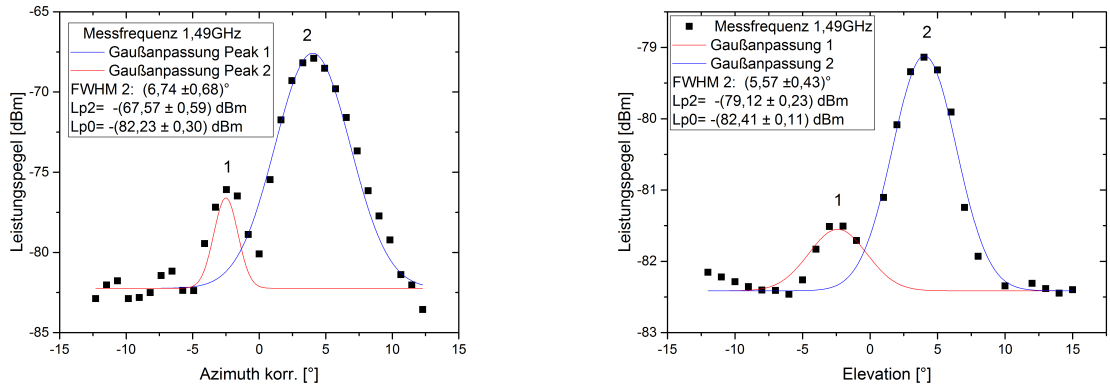 Messfrequenz 1,49GHz
Gaußanpassung Peak 1
Gaußanpassung Peak 2
FWHM 2: (6,74 ±0,68)°
Lp2= -(67,57 ± 0,59) dBm
Lp0= -(82,23 ± 0,30) dBm
2
1
-65
-70
-75
-80
-85
Leistungspegel [dBm]
-15 -10 -5 0 5 10 15
Azimuth korr. [°]
Messfrequenz 1,49GHz
Gaußanpassung 1
Gaußanpassung 2
FWHM 2: (5,57 ±0,43)°
Lp2= -(79,12 ± 0,23) dBm
Lp0= -(82,41 ± 0,11) dBm
2
1
-79
-80
-81
-82
-83
Leistungspegel [dBm]
-15 -10 -5 0 5 10 15
Elevation [°]